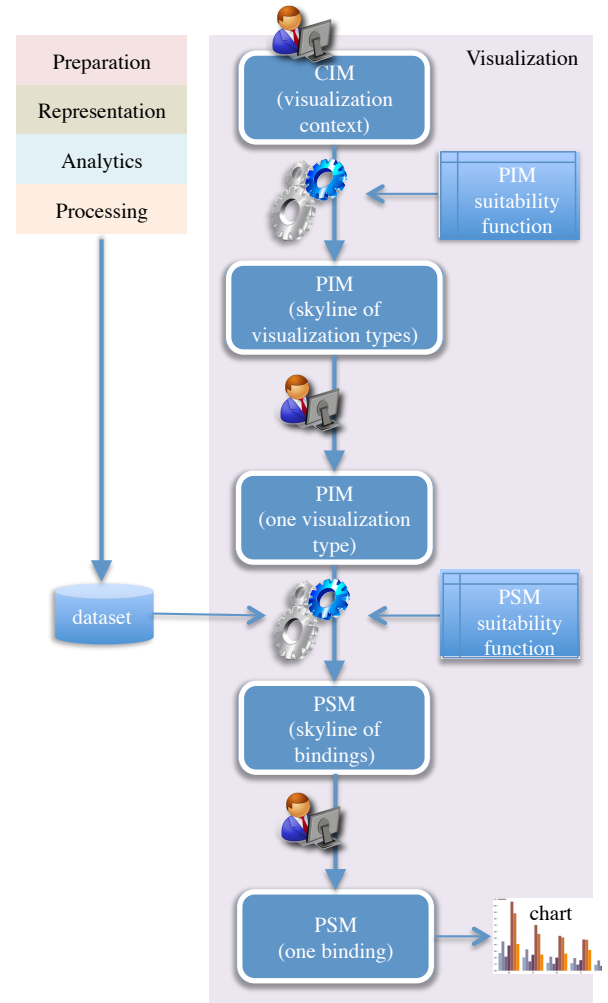 Preparation
Representation
Analytics
Processing
Visualization
CIM
(visualization
context)
PIM
suitability
function
PIM
(skyline of
visualization types)
PIM
(one visualization
type)
dataset
PSM
suitability
function
PSM
(skyline of
bindings)
PSM
(one binding)
chart